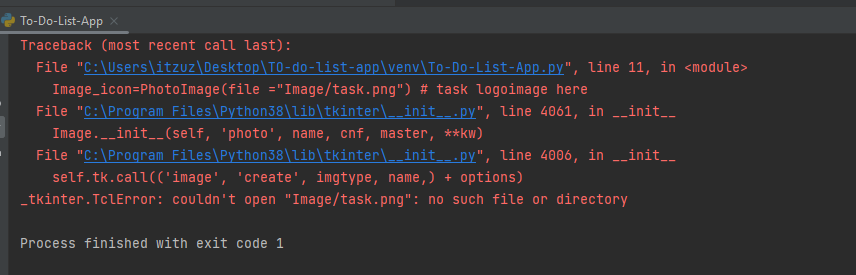 To-Do-List-App
Traceback (most recent call last):
  File "C:\Users\itzuz\Desktop\TO-do-list-app\venv\To-Do-List-App.py", line 11, in <module>
    Image_icon=PhotoImage(file ="Image/task.png") # task logoimage here
  File "C:\Program Files\Python38\lib\tkinter\__init__.py", line 4061, in __init__
    Image.__init__(self, 'photo', name, cnf, master, **kw)
  File "C:\Program Files\Python38\lib\tkinter\__init__.py", line 4006, in __init__
    self.tk.call(('image', 'create', imgtype, name,) + options)
_tkinter.TclError: couldn't open "Image/task.png": no such file or directory
Process finished with exit code 1